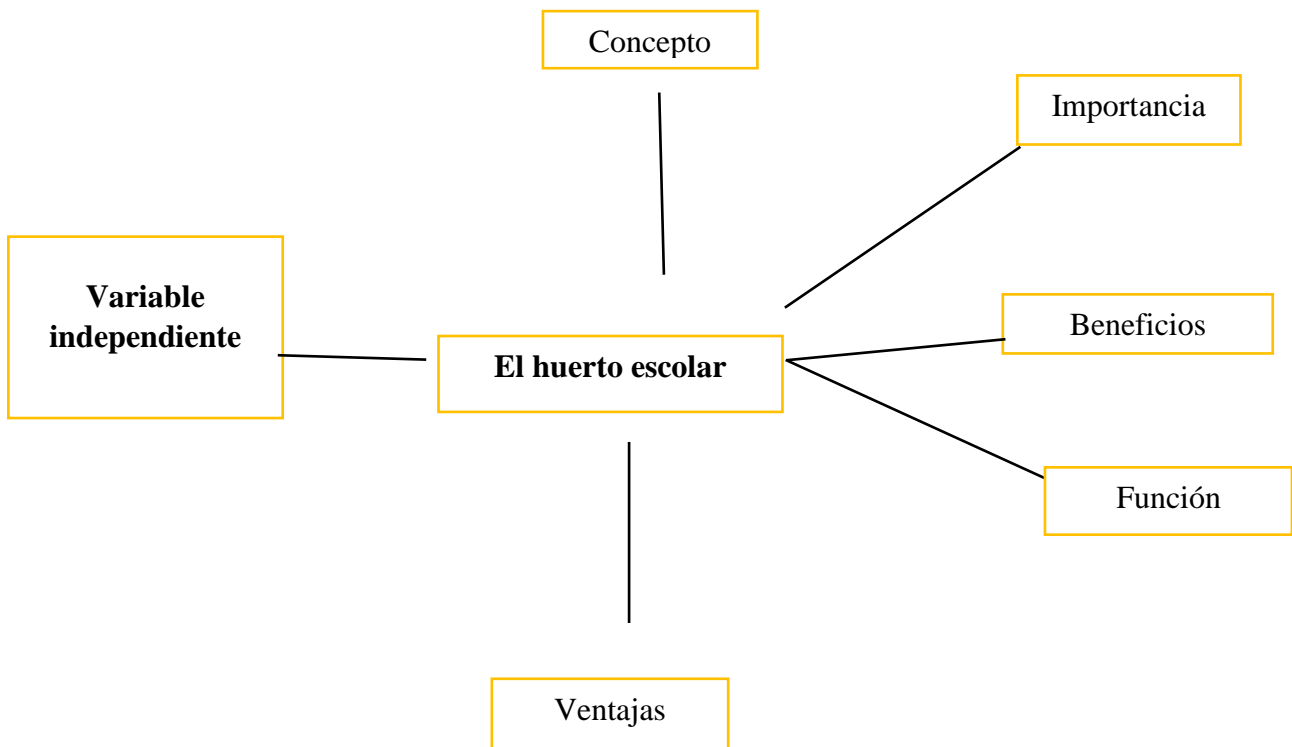 Concepto
Importancia
Variable
independiente
Beneficios
El huerto escolar
Función
Ventajas